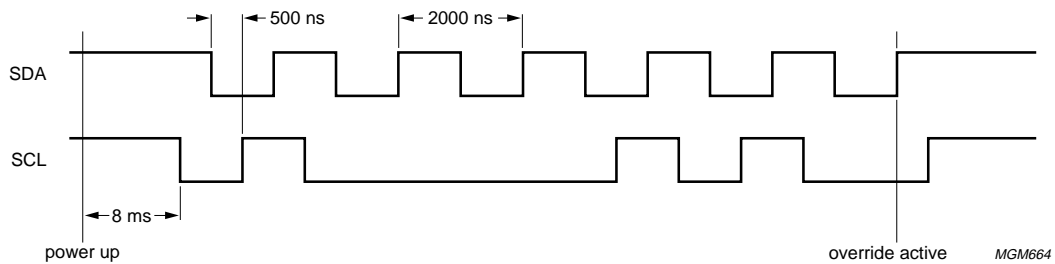 500 ns
2000 ns
SDA
SCL
8 ms
power up
override active
MGM664